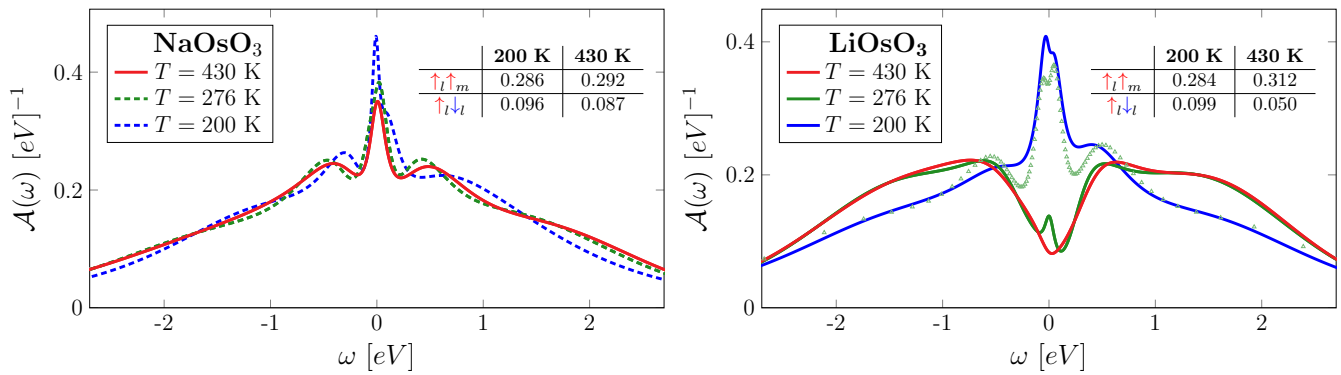 NaOsO₃
T = 430 K
T = 276 K
T = 200 K
200 K 430 K
↑ₗ↑ₘ 0.286 0.292
↑ₗ↓ₗ 0.096 0.087
0.4
0.2
0
-2 -1 0 1 2
ω [eV]
𝒜(ω) [eV]⁻¹
LiOsO₃
T = 430 K
T = 276 K
T = 200 K
200 K 430 K
↑ₗ↑ₘ 0.284 0.312
↑ₗ↓ₗ 0.099 0.050
0.4
0.2
0
-2 -1 0 1 2
ω [eV]
𝒜(ω) [eV]⁻¹